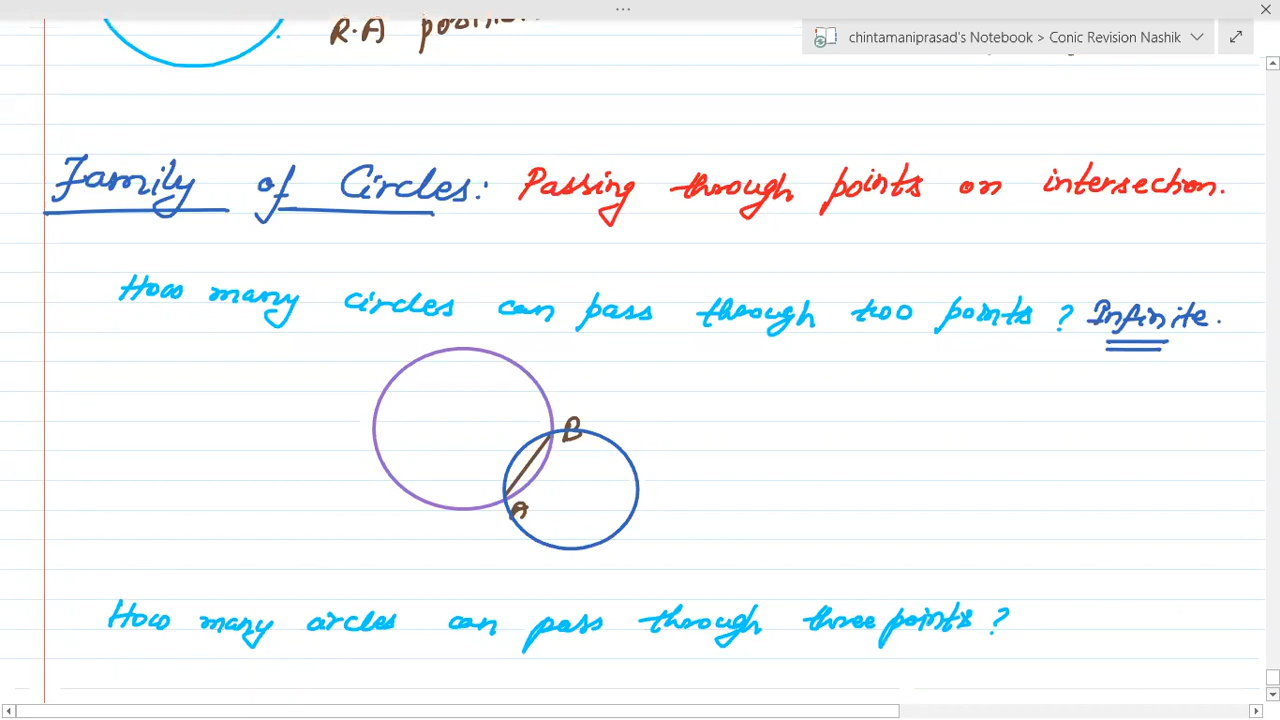 R.A
chintamaniprasad's Notebook > Conic Revision Nashik
Family of Circles: Passing through points on intersection.
How many circles can pass through two points? Infinite.
B
A
How many circles can pass through three points?